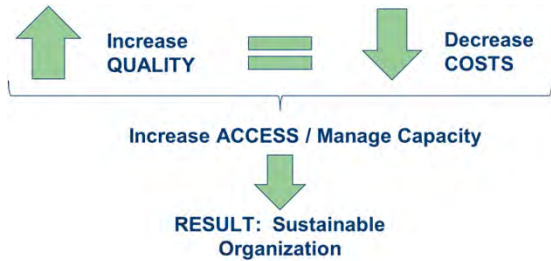 Increase
QUALITY
Decrease
COSTS
Increase ACCESS / Manage Capacity
RESULT: Sustainable
Organization